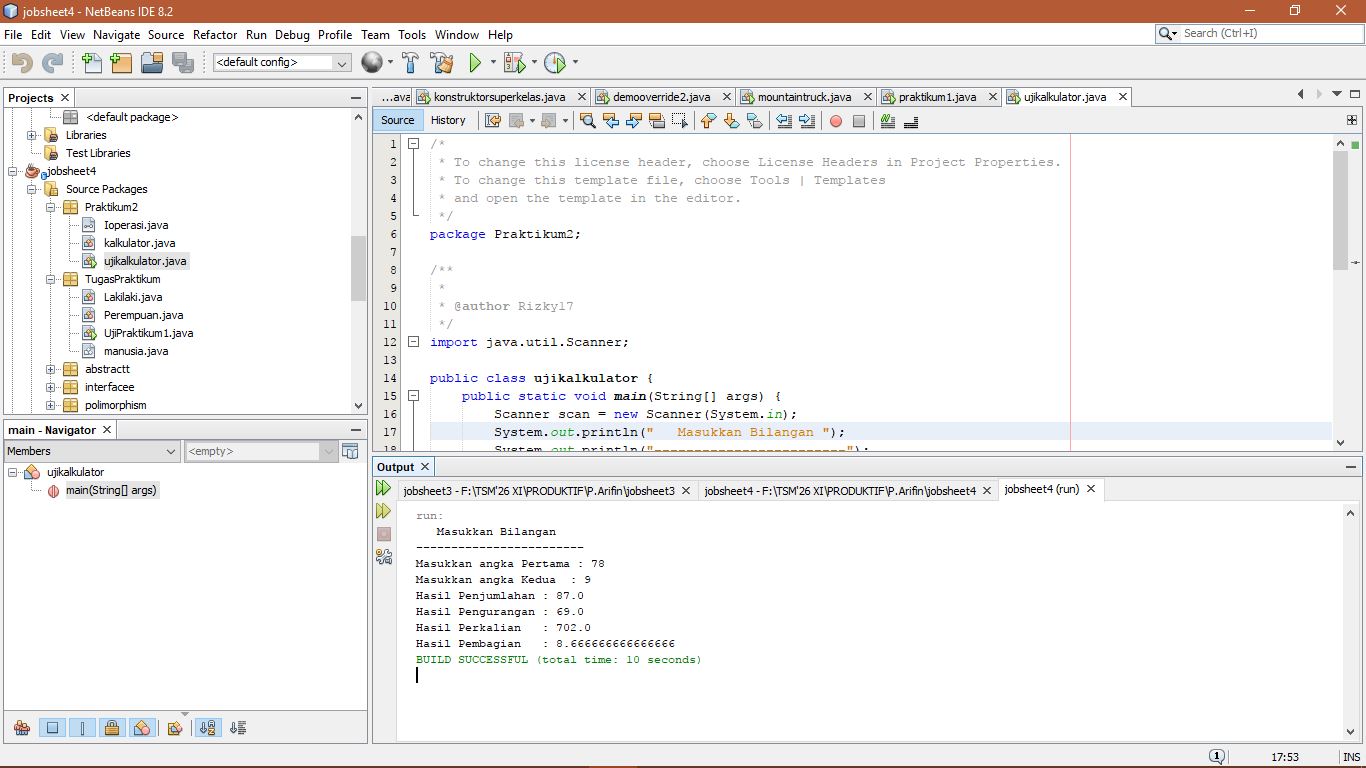 jobsheet4 - NetBeans IDE 8.2
File Edit View Navigate Source Refactor Run Debug Profile Team Tools Window Help
Search (Ctrl+I)
<default config>
Projects
<default package>
Libraries
Test Libraries
jobsheet4
Source Packages
Praktikum2
Ioperasi.java
kalkulator.java
ujikalkulator.java
TugasPraktikum
Lakilaki.java
Perempuan.java
UjiPraktikum1.java
manusia.java
abstractt
interfacee
polimorphism
main - Navigator
Members
<empty>
ujikalkulator
main(String[] args)
...ava konstruktorsuperkelas.java demooverride2.java mountaintruck.java praktikum1.java ujikalkulator.java
Source History
1 /*
2 * To change this license header, choose License Headers in Project Properties.
3 * To change this template file, choose Tools | Templates
4 * and open the template in the editor.
5 */
6 package Praktikum2;
7
8 /**
9 *
10 * @author Rizky17
11 */
12 import java.util.Scanner;
13
14 public class ujikalkulator {
15 public static void main(String[] args) {
16 Scanner scan = new Scanner(System.in);
17 System.out.println("   Masukkan Bilangan ");
18 System.out.println("------------------------");
Output
jobsheet3 - F:\TSM'26 XI\PRODUKTIF\P.Arifin\jobsheet3 jobsheet4 - F:\TSM'26 XI\PRODUKTIF\P.Arifin\jobsheet4 jobsheet4 (run)
run:
Masukkan Bilangan
------------------------
Masukkan angka Pertama : 78
Masukkan angka Kedua  : 9
Hasil Penjumlahan : 87.0
Hasil Pengurangan : 69.0
Hasil Perkalian   : 702.0
Hasil Pembagian   : 8.666666666666666
BUILD SUCCESSFUL (total time: 10 seconds)
1 17:53 INS